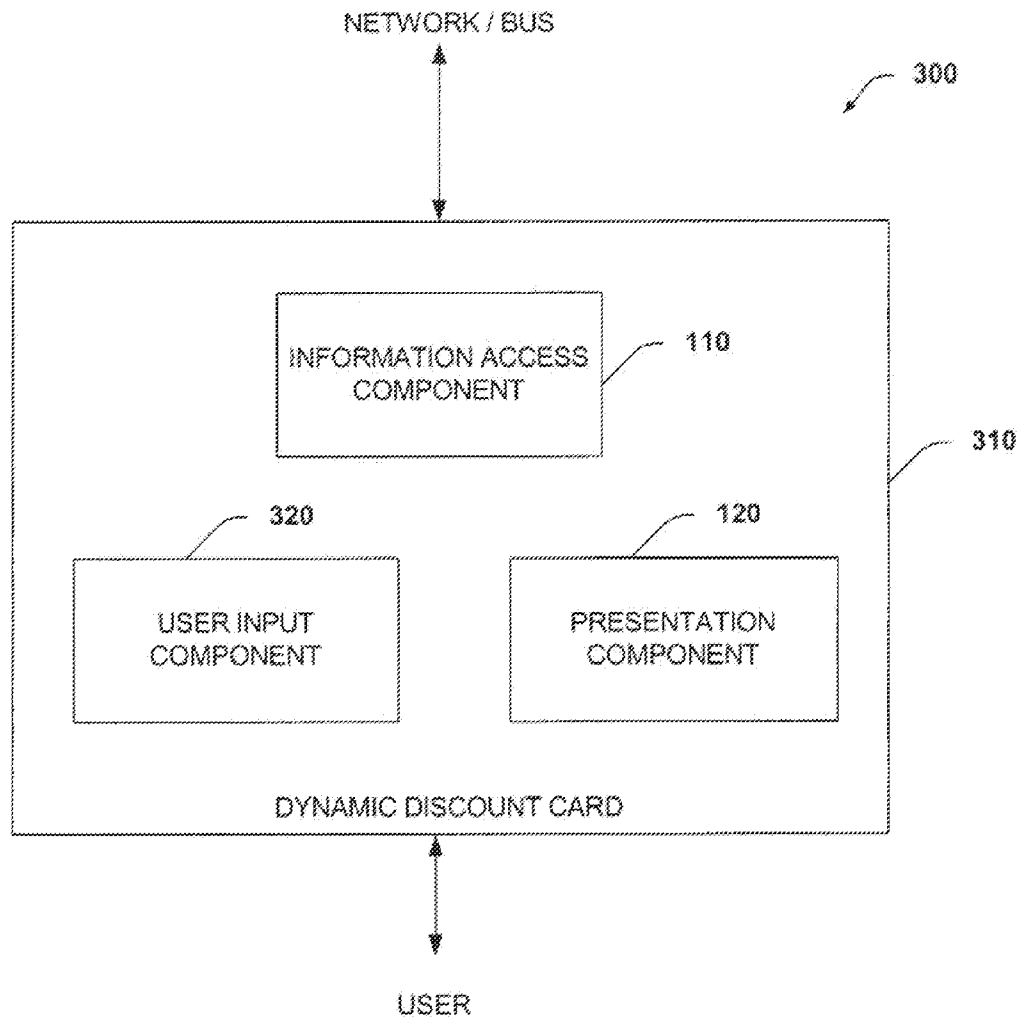 NETWORK / BUS
300
INFORMATION ACCESS
COMPONENT
110
310
320
120
USER INPUT
COMPONENT
PRESENTATION
COMPONENT
DYNAMIC DISCOUNT CARD
USER